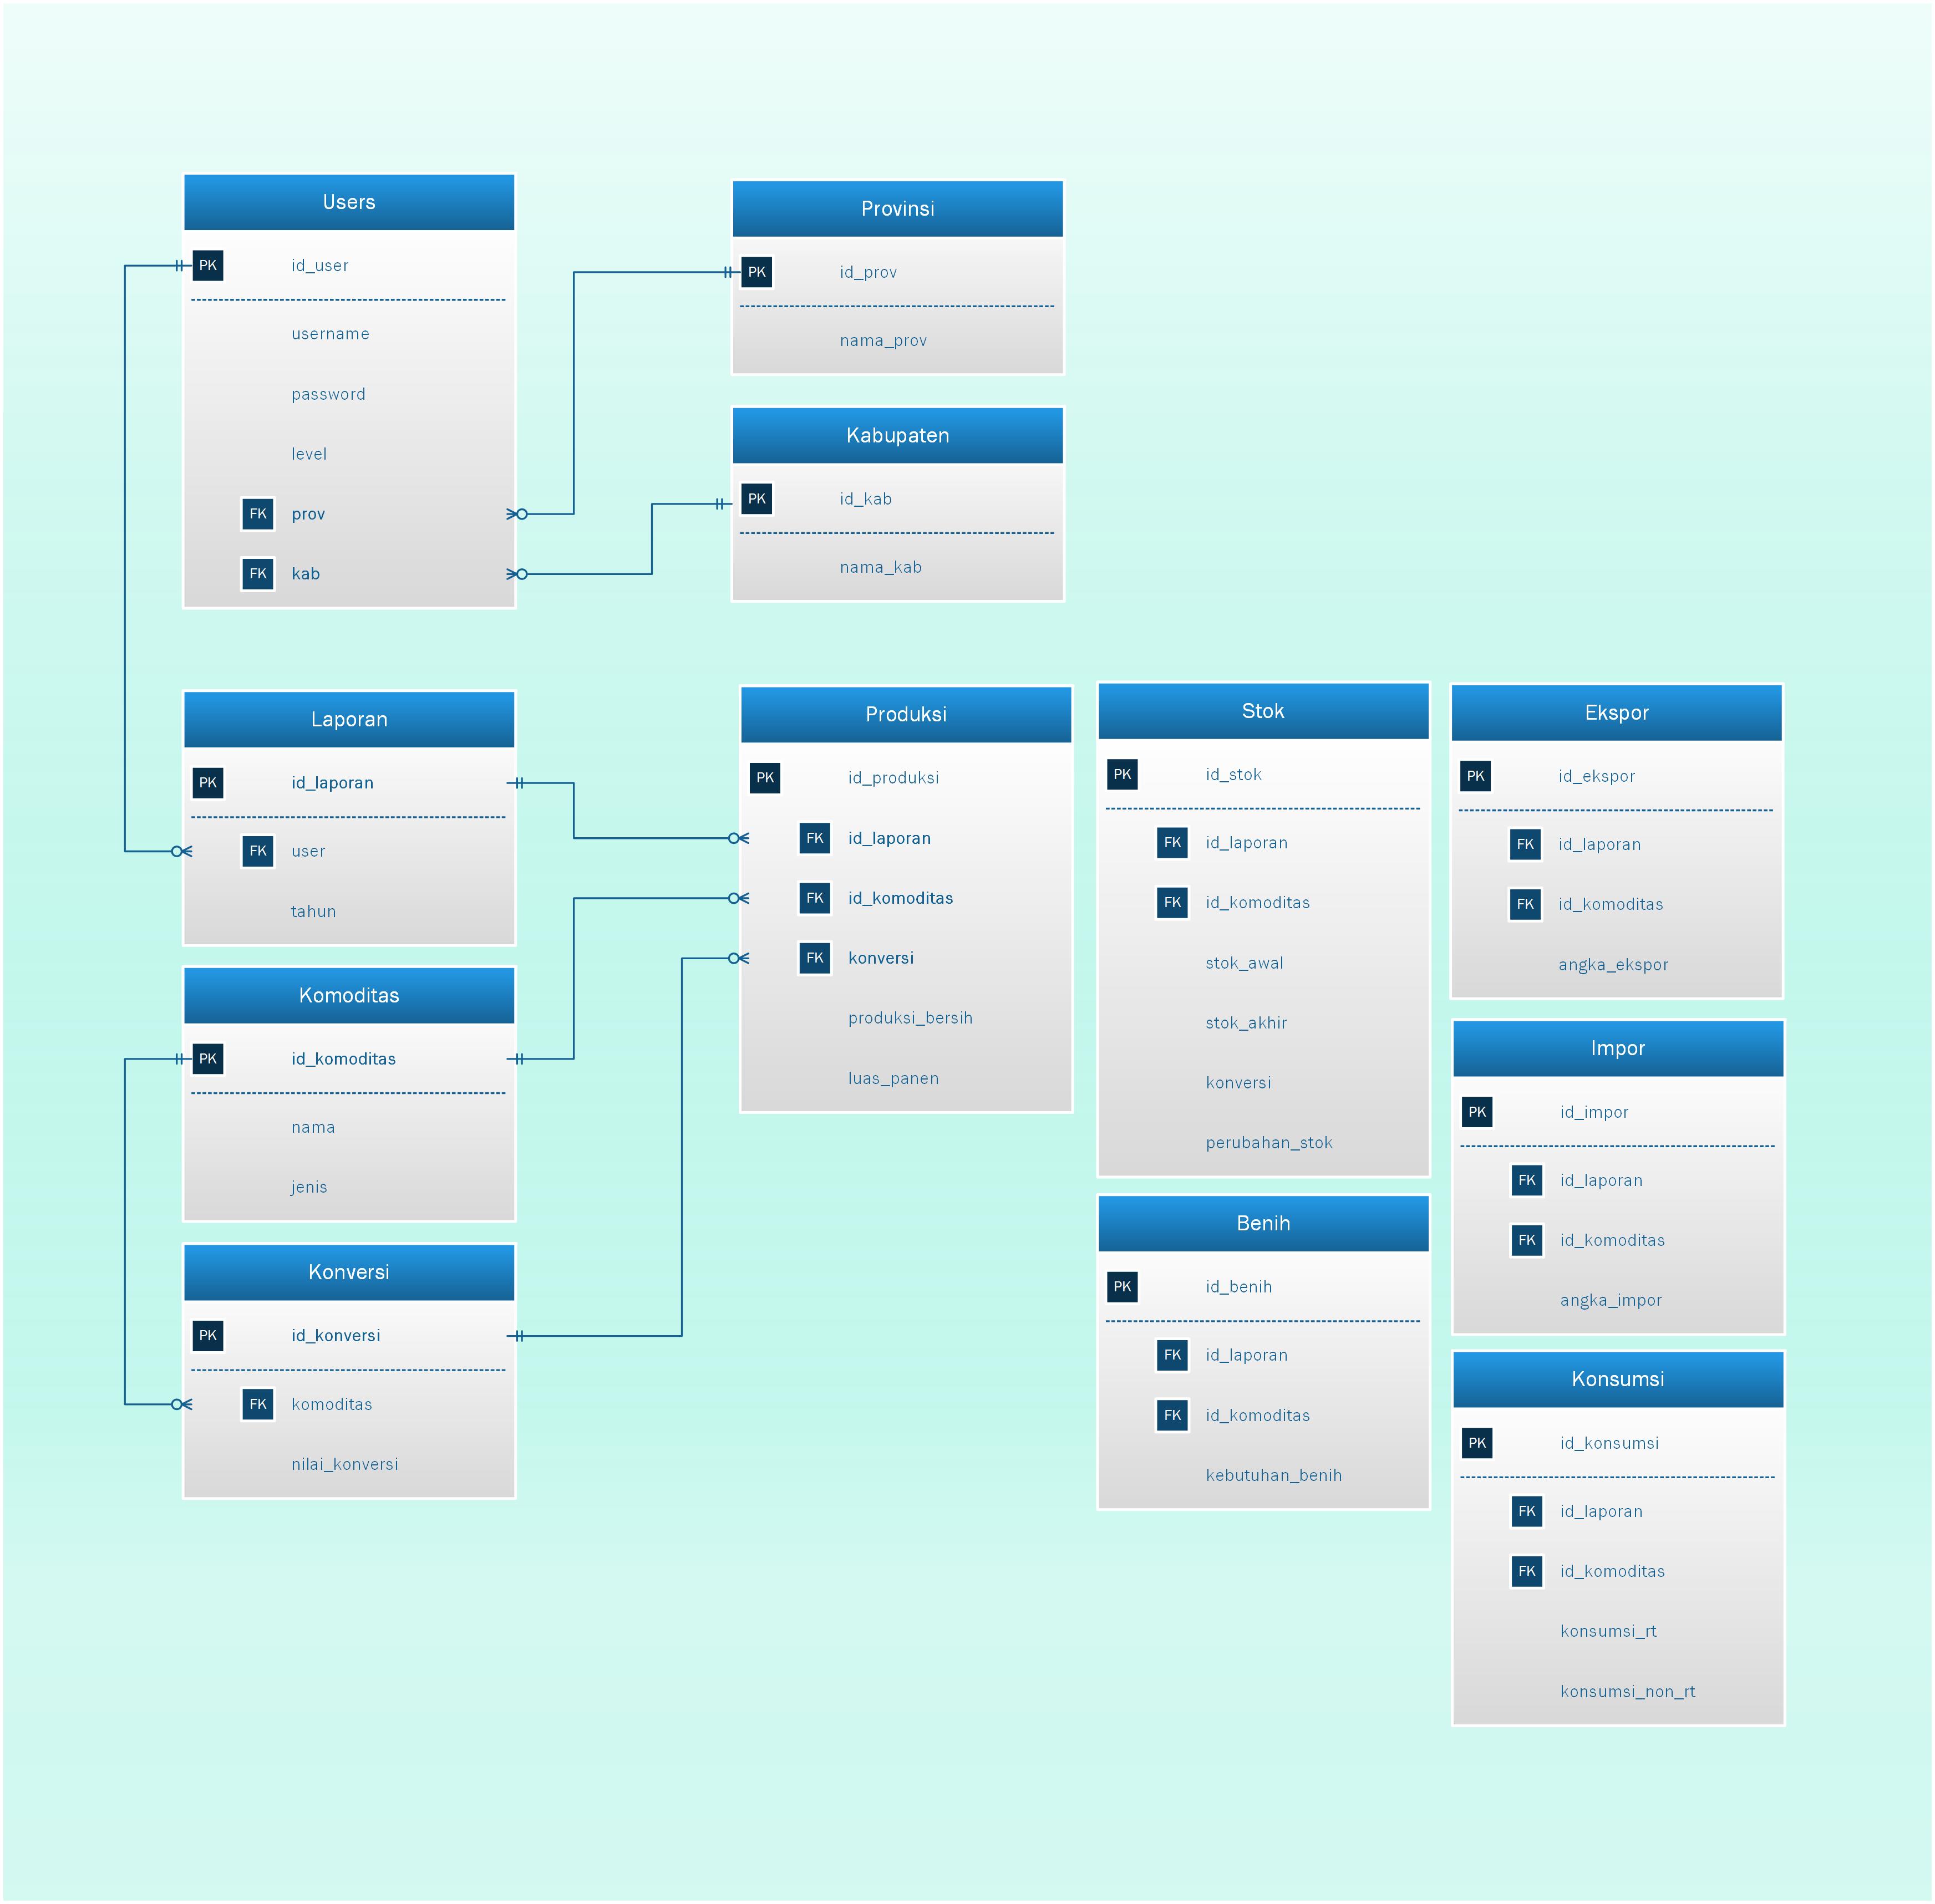 Users
PK id_user
username
password
level
FK prov
FK kab
Provinsi
PK id_prov
nama_prov
Kabupaten
PK id_kab
nama_kab
Laporan
PK id_laporan
FK user
tahun
Komoditas
PK id_komoditas
nama
jenis
Konversi
PK id_konversi
FK komoditas
nilai_konversi
Produksi
PK id_produksi
FK id_laporan
FK id_komoditas
FK konversi
produksi_bersih
luas_panen
Stok
PK id_stok
FK id_laporan
FK id_komoditas
stok_awal
stok_akhir
konversi
perubahan_stok
Benih
PK id_benih
FK id_laporan
FK id_komoditas
kebutuhan_benih
Ekspor
PK id_ekspor
FK id_laporan
FK id_komoditas
angka_ekspor
Impor
PK id_impor
FK id_laporan
FK id_komoditas
angka_impor
Konsumsi
PK id_konsumsi
FK id_laporan
FK id_komoditas
konsumsi_rt
konsumsi_non_rt